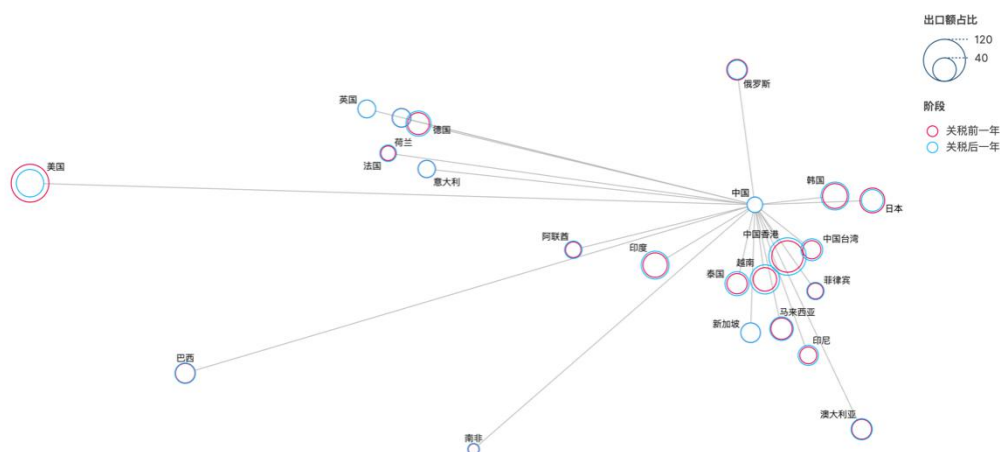 出口额占比
120
40
阶段
关税前一年
关税后一年
俄罗斯
英国
德国
荷兰
法国
意大利
美国
中国
韩国
日本
中国香港
中国台湾
阿联酋
印度
越南
泰国
菲律宾
马来西亚
新加坡
印尼
巴西
澳大利亚
南非